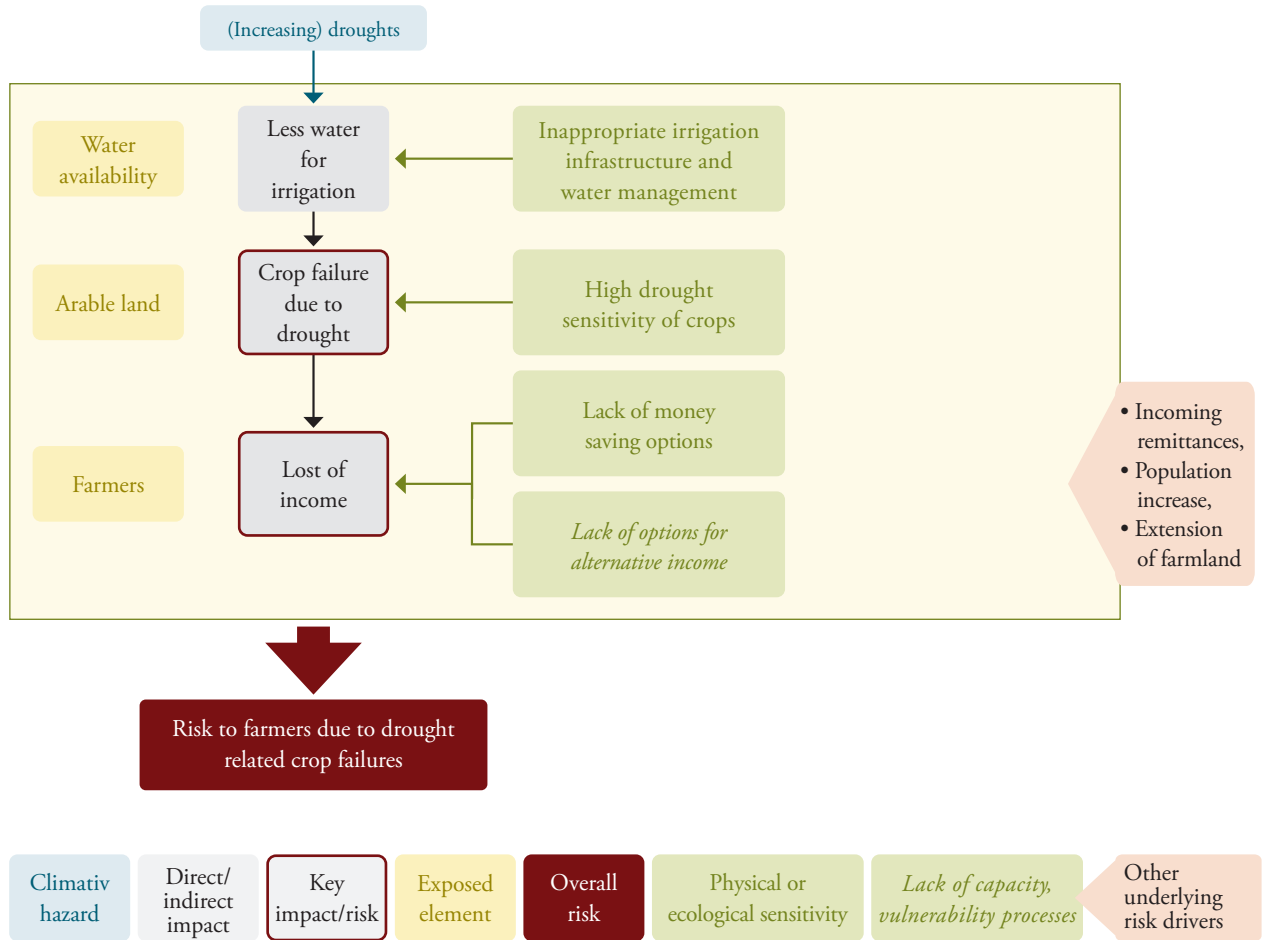 (Increasing) droughts
Water
availability
Less water
for
irrigation
Inappropriate irrigation
infrastructure and
water management
Arable land
Crop failure
due to
drought
High drought
sensitivity of crops
Farmers
Lost of
income
Lack of money
saving options
Lack of options for
alternative income
• Incoming
remittances,
• Population
increase,
• Extension
of farmland
Risk to farmers due to drought
related crop failures
Climativ
hazard
Direct/
indirect
impact
Key
impact/risk
Exposed
element
Overall
risk
Physical or
ecological sensitivity
Lack of capacity,
vulnerability processes
Other
underlying
risk drivers